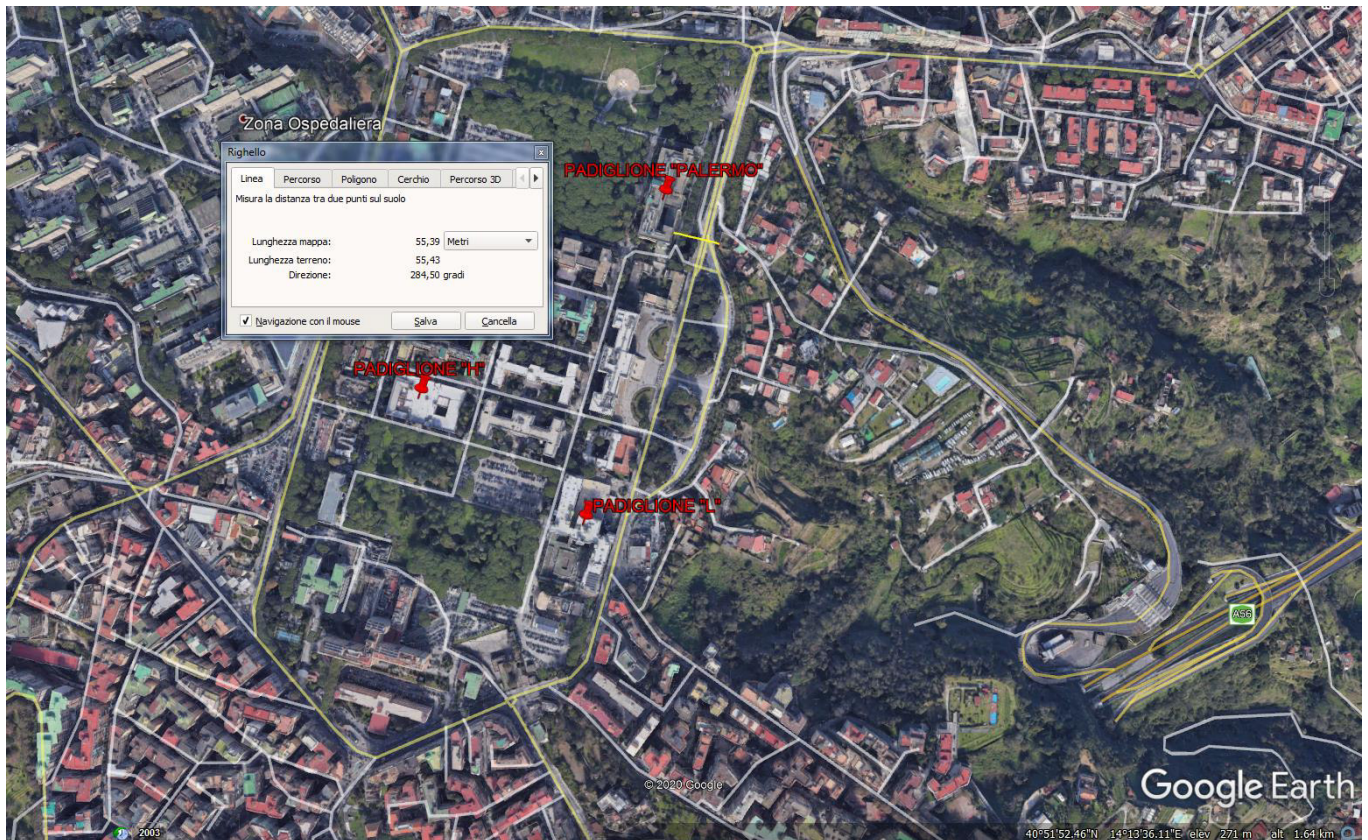 Zona Ospedaliera
Righello
Linea
Percorso
Poligono
Cerchio
Percorso 3D
Misura la distanza tra due punti sul suolo
Lunghezza mappa: 55,39 Metri
Lunghezza terreno: 55,43
Direzione: 284,50 gradi
Navigazione con il mouse
Salva
Cancella
PADIGLIONE "PALERMO"
PADIGLIONE "H"
PADIGLIONE "L"
A56
© 2020 Google
Google Earth
2003
40°51'52.46"N 14°13'36.11"E elev 271 m alt 1.64 km